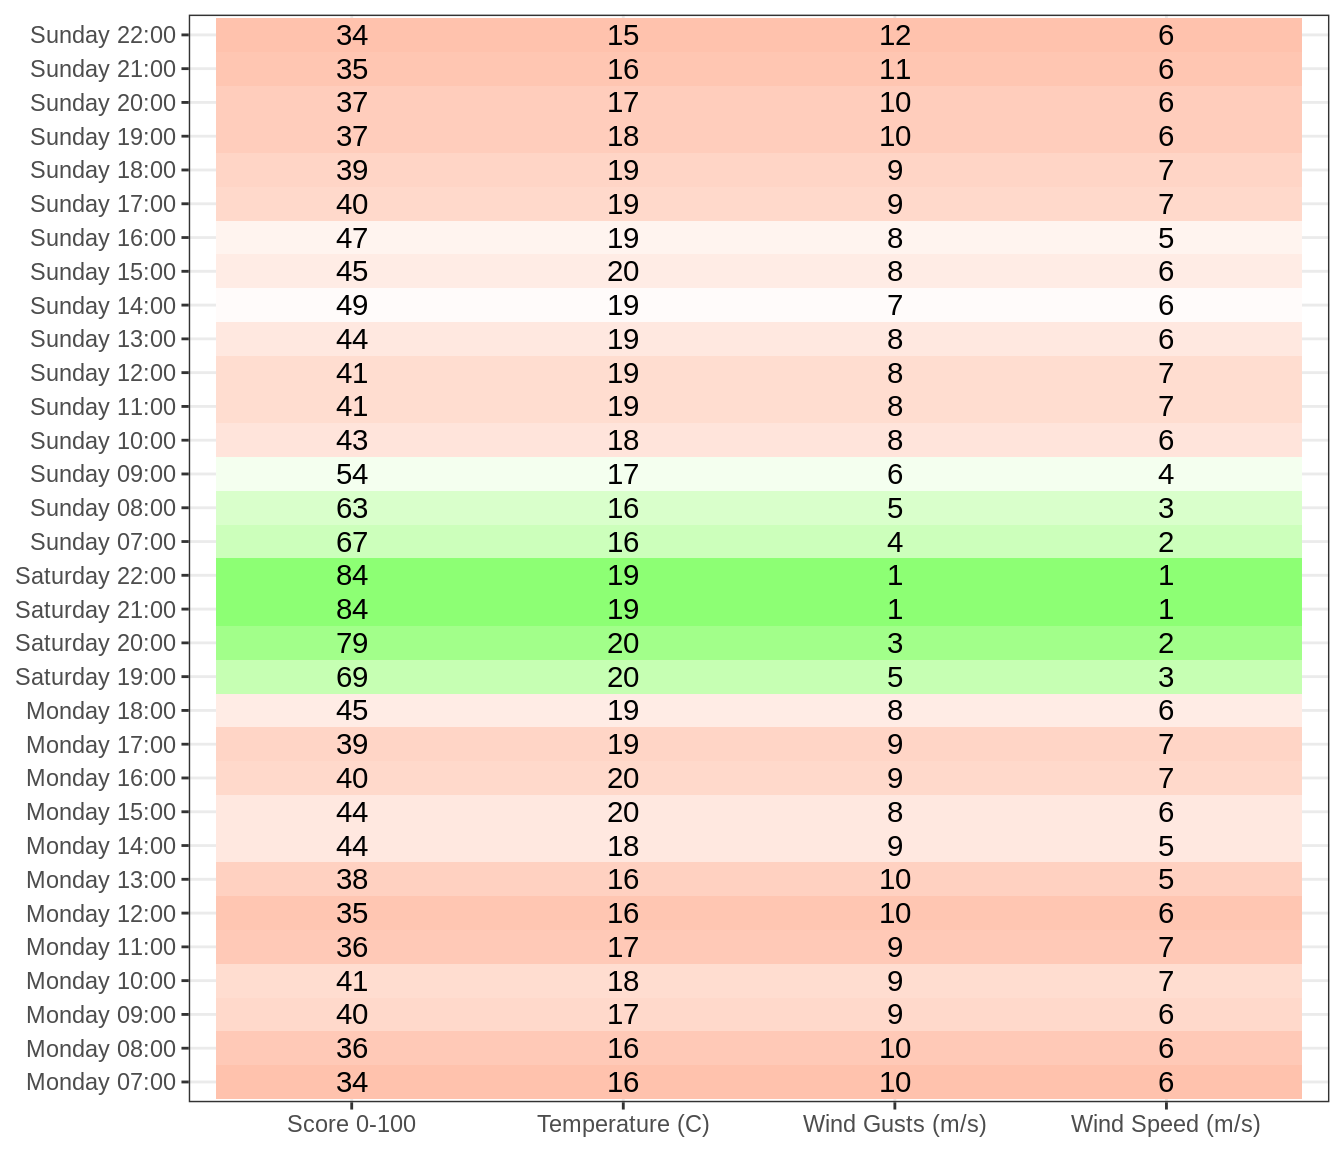 Sunday 22:00 34 15 12 6
Sunday 21:00 35 16 11 6
Sunday 20:00 37 17 10 6
Sunday 19:00 37 18 10 6
Sunday 18:00 39 19 9 7
Sunday 17:00 40 19 9 7
Sunday 16:00 47 19 8 5
Sunday 15:00 45 20 8 6
Sunday 14:00 49 19 7 6
Sunday 13:00 44 19 8 6
Sunday 12:00 41 19 8 7
Sunday 11:00 41 19 8 7
Sunday 10:00 43 18 8 6
Sunday 09:00 54 17 6 4
Sunday 08:00 63 16 5 3
Sunday 07:00 67 16 4 2
Saturday 22:00 84 19 1 1
Saturday 21:00 84 19 1 1
Saturday 20:00 79 20 3 2
Saturday 19:00 69 20 5 3
Monday 18:00 45 19 8 6
Monday 17:00 39 19 9 7
Monday 16:00 40 20 9 7
Monday 15:00 44 20 8 6
Monday 14:00 44 18 9 5
Monday 13:00 38 16 10 5
Monday 12:00 35 16 10 6
Monday 11:00 36 17 9 7
Monday 10:00 41 18 9 7
Monday 09:00 40 17 9 6
Monday 08:00 36 16 10 6
Monday 07:00 34 16 10 6
Score 0-100 Temperature (C) Wind Gusts (m/s) Wind Speed (m/s)